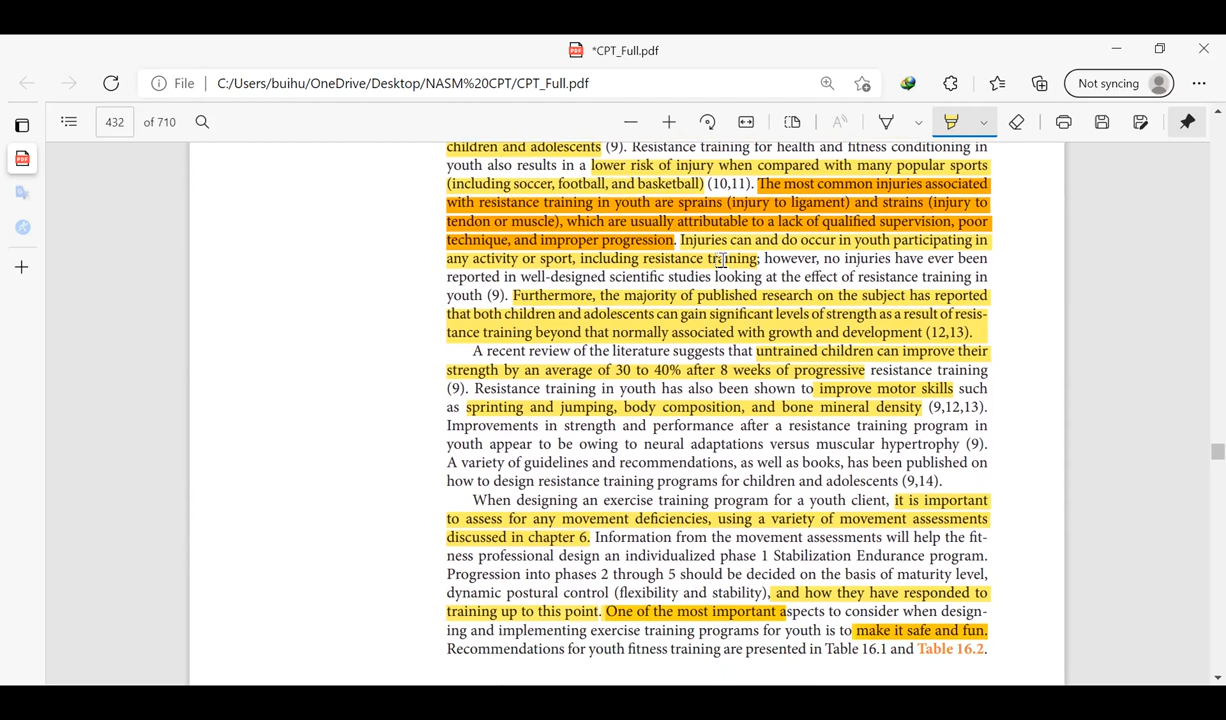 *CPT_Full.pdf
File | C:/Users/buihu/OneDrive/Desktop/NASM%20CPT/CPT_Full.pdf
Not syncing
432 of 710
children and adolescents (9). Resistance training for health and fitness conditioning in
youth also results in a lower risk of injury when compared with many popular sports
(including soccer, football, and basketball) (10,11). The most common injuries associated
with resistance training in youth are sprains (injury to ligament) and strains (injury to
tendon or muscle), which are usually attributable to a lack of qualified supervision, poor
technique, and improper progression. Injuries can and do occur in youth participating in
any activity or sport, including resistance training; however, no injuries have ever been
reported in well-designed scientific studies looking at the effect of resistance training in
youth (9). Furthermore, the majority of published research on the subject has reported
that both children and adolescents can gain significant levels of strength as a result of resis-
tance training beyond that normally associated with growth and development (12,13).
A recent review of the literature suggests that untrained children can improve their
strength by an average of 30 to 40% after 8 weeks of progressive resistance training
(9). Resistance training in youth has also been shown to improve motor skills such
as sprinting and jumping, body composition, and bone mineral density (9,12,13).
Improvements in strength and performance after a resistance training program in
youth appear to be owing to neural adaptations versus muscular hypertrophy (9).
A variety of guidelines and recommendations, as well as books, has been published on
how to design resistance training programs for children and adolescents (9,14).
When designing an exercise training program for a youth client, it is important
to assess for any movement deficiencies, using a variety of movement assessments
discussed in chapter 6. Information from the movement assessments will help the fit-
ness professional design an individualized phase 1 Stabilization Endurance program.
Progression into phases 2 through 5 should be decided on the basis of maturity level,
dynamic postural control (flexibility and stability), and how they have responded to
training up to this point. One of the most important aspects to consider when design-
ing and implementing exercise training programs for youth is to make it safe and fun.
Recommendations for youth fitness training are presented in Table 16.1 and Table 16.2.